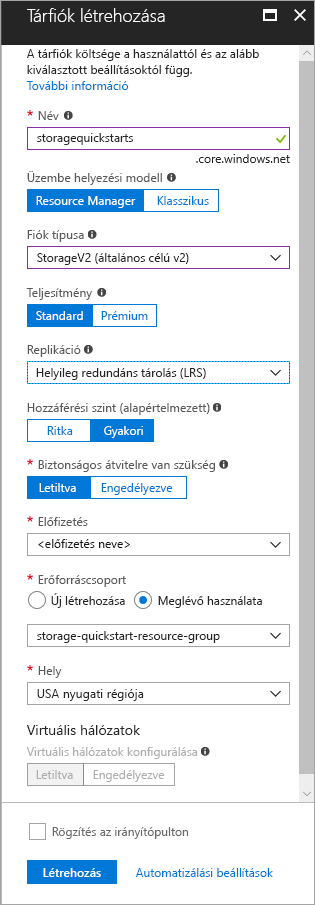 Tárfiók létrehozása
A tárfiók költsége a használattól és az alább
kiválasztott beállításoktól függ.
További információ
* Név
storagequickstarts
.core.windows.net
Üzembe helyezési modell
Resource Manager Klasszikus
Fiók típusa
StorageV2 (általános célú v2)
Teljesítmény
Standard Prémium
Replikáció
Helyileg redundáns tárolás (LRS)
Hozzáférési szint (alapértelmezett)
Ritka Gyakori
* Biztonságos átvitelre van szükség
Letiltva Engedélyezve
* Előfizetés
<előfizetés neve>
* Erőforráscsoport
Új létrehozása Meglévő használata
storage-quickstart-resource-group
* Hely
USA nyugati régiója
Virtuális hálózatok
Virtuális hálózatok konfigurálása
Letiltva Engedélyezve
Rögzítés az irányítópulton
Létrehozás Automatizálási beállítások